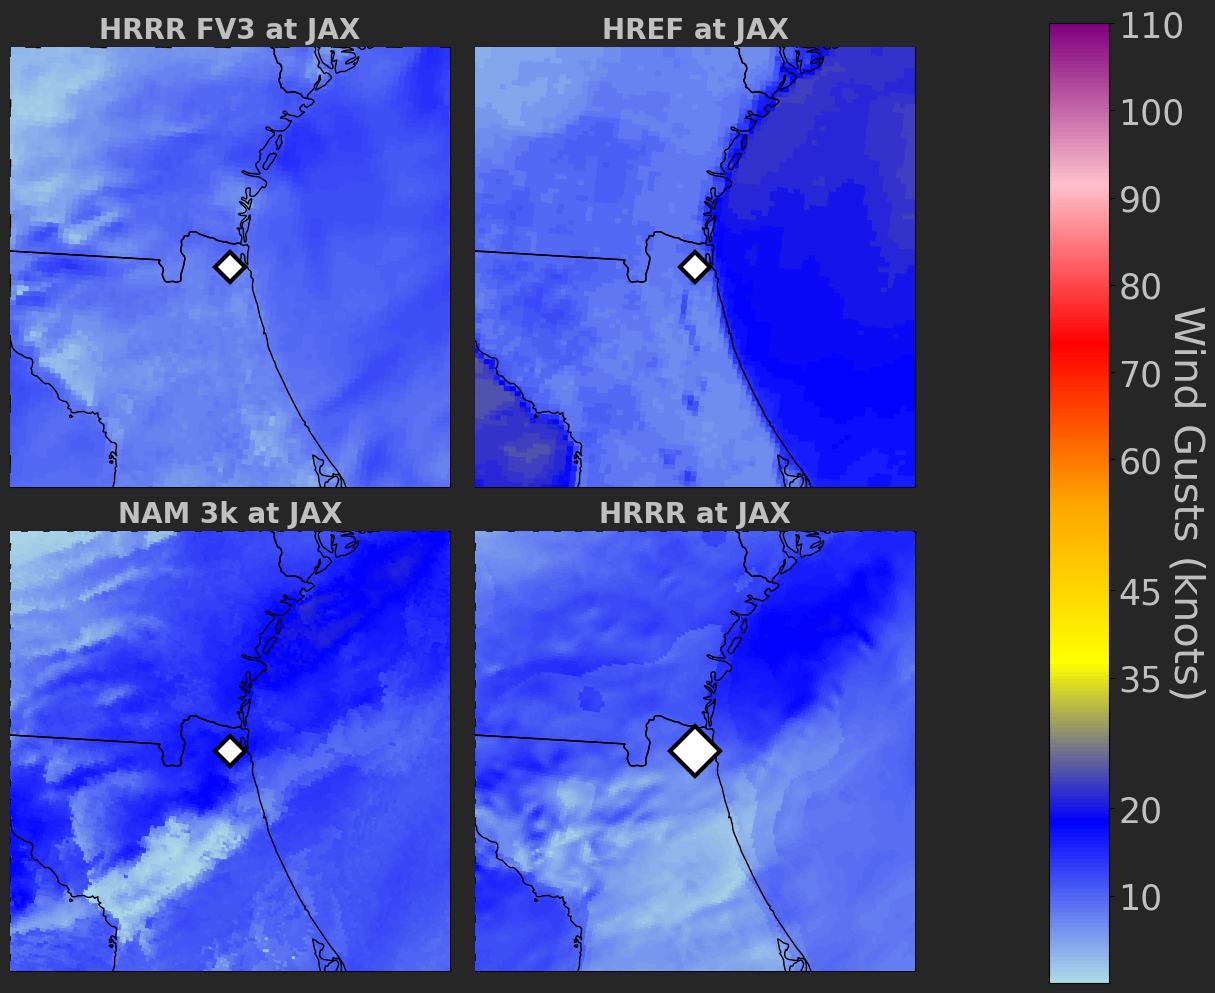 HRRR FV3 at JAX
HREF at JAX
NAM 3k at JAX
HRRR at JAX
110
100
90
80
70
60
45
35
20
10
Wind Gusts (knots)